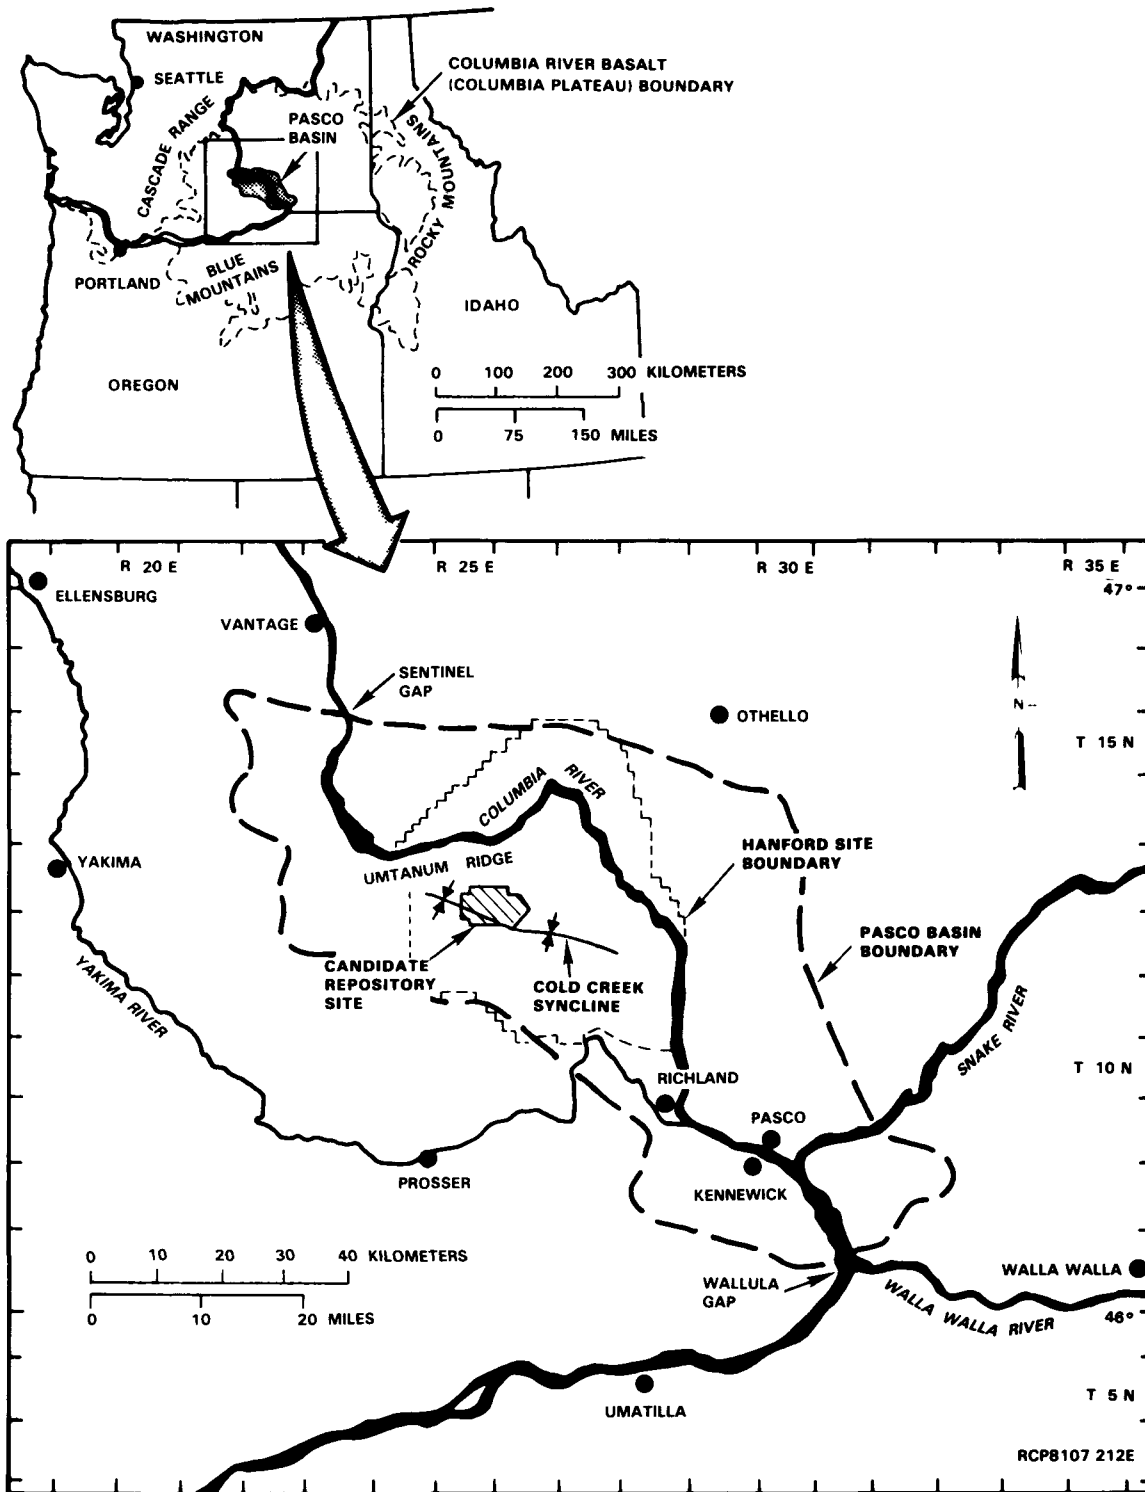 WASHINGTON
SEATTLE
COLUMBIA RIVER BASALT
(COLUMBIA PLATEAU) BOUNDARY
CASCADE RANGE
PASCO
BASIN
ROCKY MOUNTAINS
PORTLAND
BLUE
MOUNTAINS
IDAHO
OREGON
0 100 200 300 KILOMETERS
0 75 150 MILES
R 20 E R 25 E R 30 E R 35 E
47°
ELLENSBURG
VANTAGE
SENTINEL
GAP
N
OTHELLO
T 15 N
COLUMBIA RIVER
YAKIMA
UMTANUM RIDGE
HANFORD SITE
BOUNDARY
PASCO BASIN
BOUNDARY
CANDIDATE
REPOSITORY
SITE
COLD CREEK
SYNCLINE
YAKIMA RIVER
SNAKE RIVER
T 10 N
RICHLAND
PASCO
PROSSER
KENNEWICK
0 10 20 30 40 KILOMETERS
0 10 20 MILES
WALLULA
GAP
WALLA WALLA
WALLA WALLA RIVER
46°
T 5 N
UMATILLA
RCP8107 212E